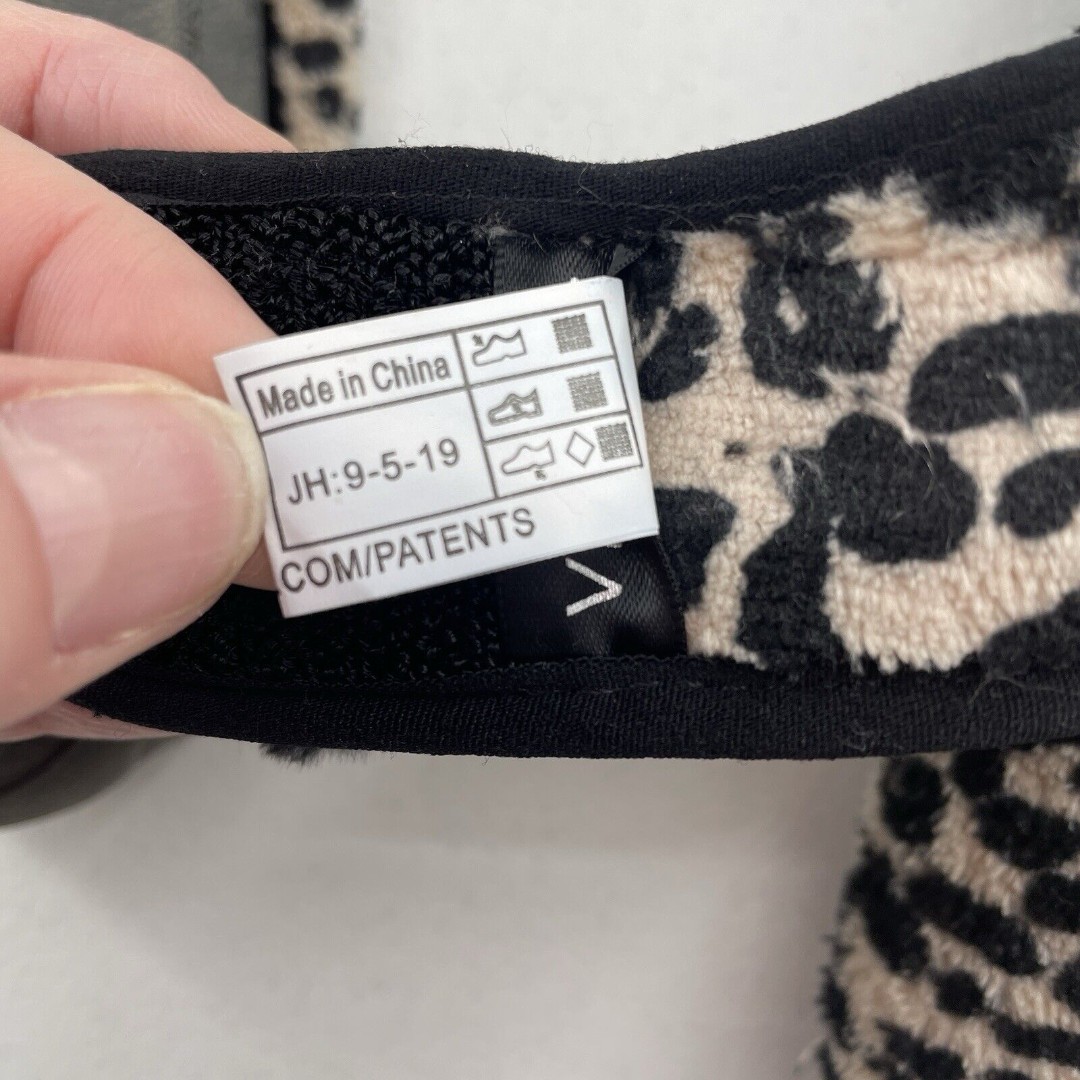 Made in China
JH:9-5-19
COM/PATENTS